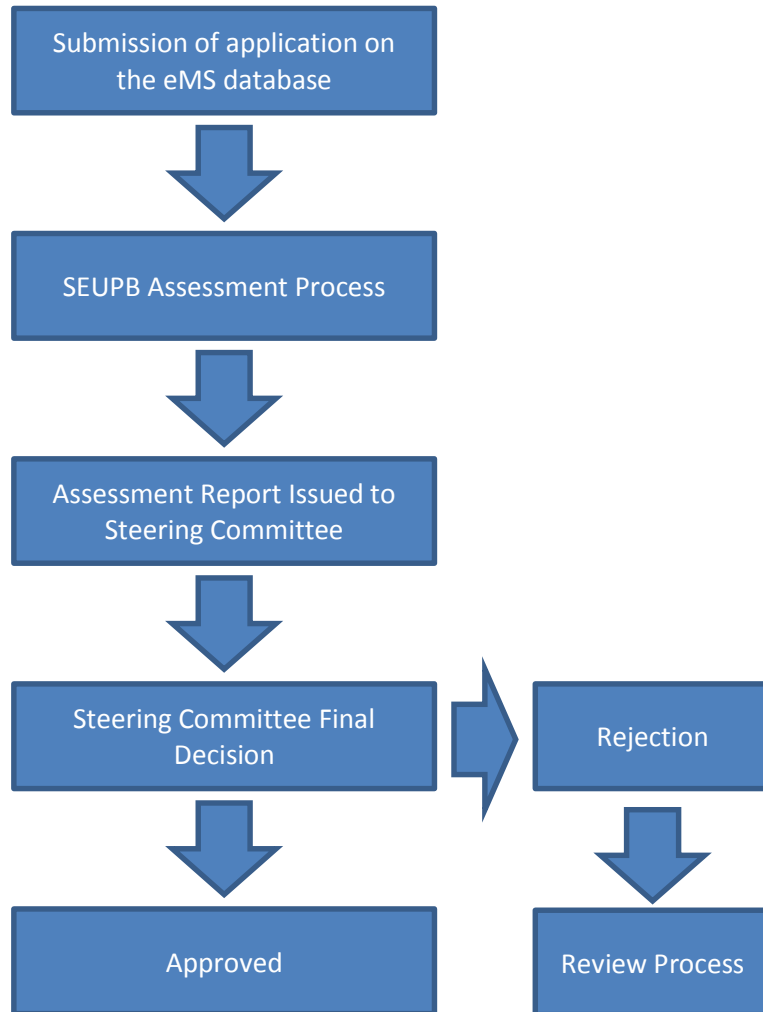 Submission of application on
the eMS database
SEUPB Assessment Process
Assessment Report Issued to
Steering Committee
Steering Committee Final
Decision
Rejection
Approved
Review Process